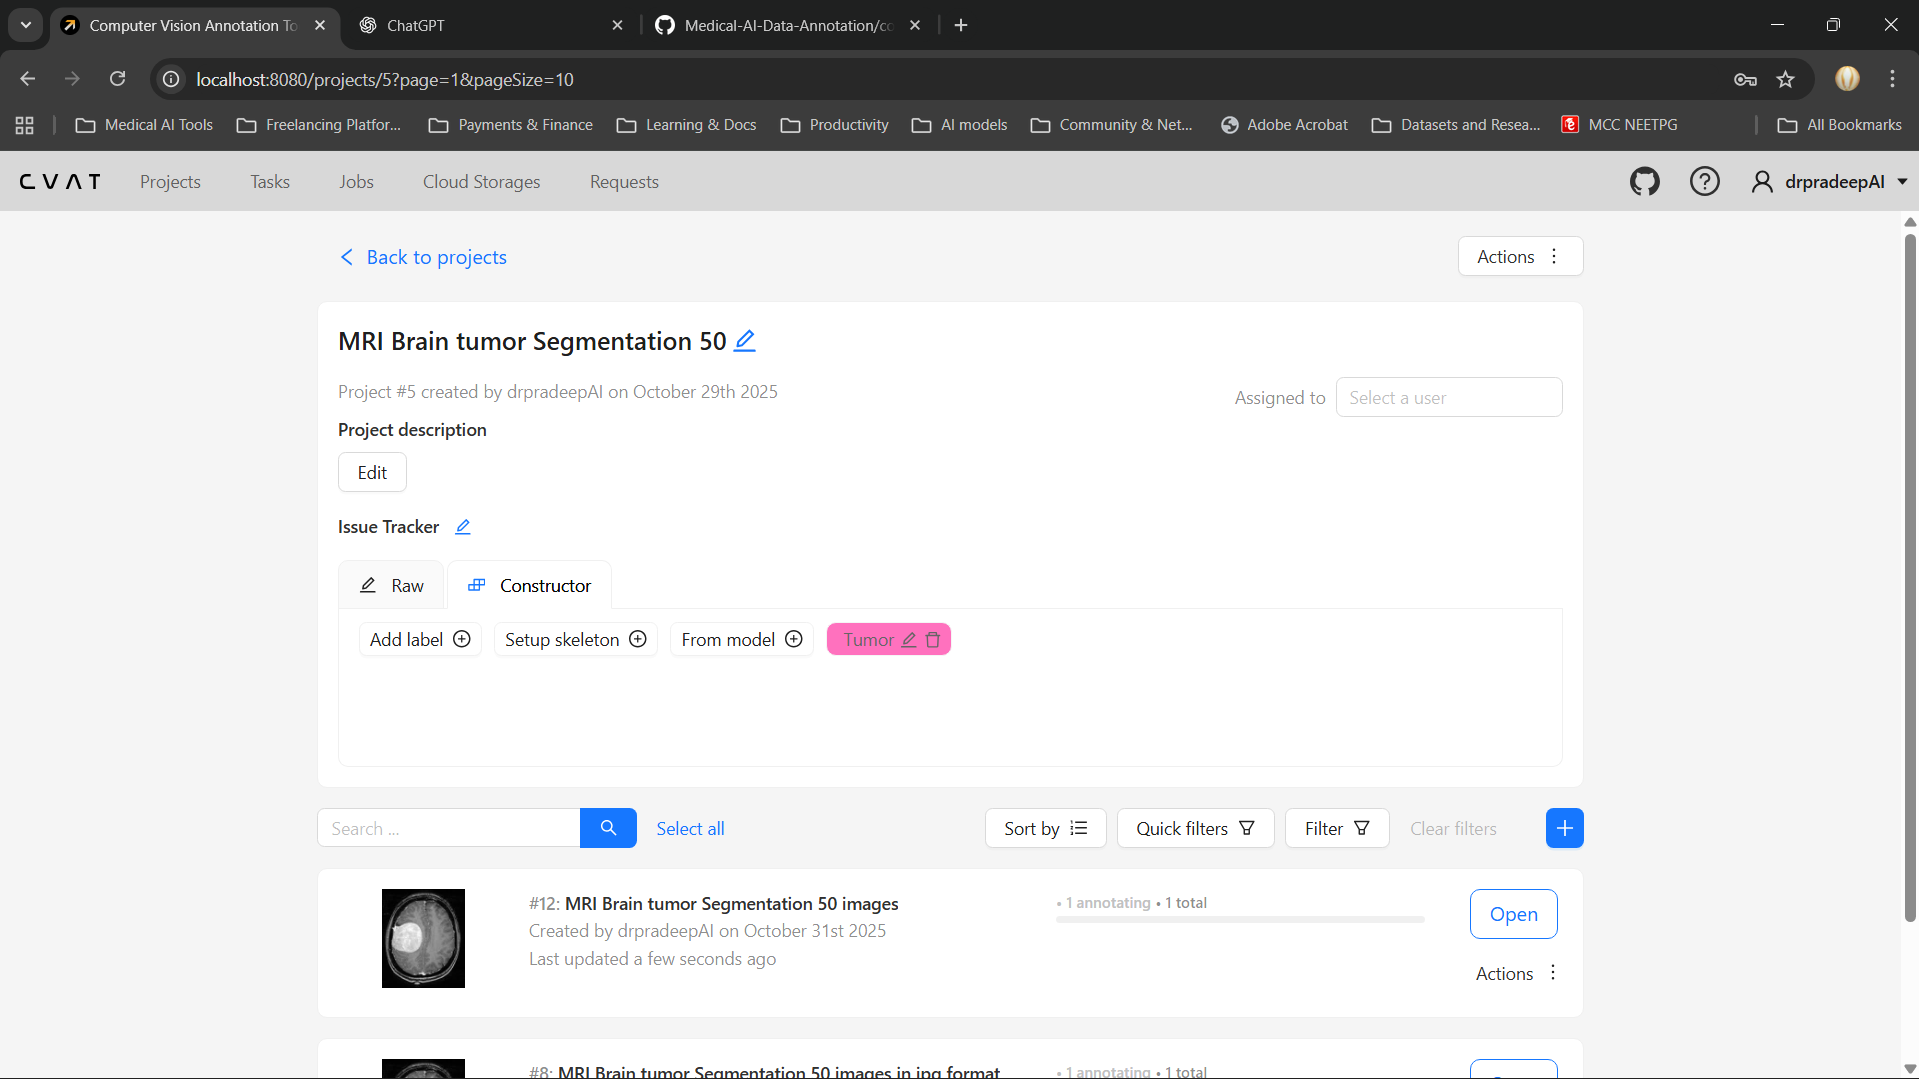 Computer Vision Annotation To
ChatGPT
Medical-AI-Data-Annotation/co
localhost:8080/projects/5?page=1&pageSize=10
Medical AI Tools
Freelancing Platfor...
Payments & Finance
Learning & Docs
Productivity
AI models
Community & Net...
Adobe Acrobat
Datasets and Resea...
MCC NEETPG
All Bookmarks
CVAT
Projects
Tasks
Jobs
Cloud Storages
Requests
drpradeepAI
Back to projects
Actions
MRI Brain tumor Segmentation 50
Project #5 created by drpradeepAI on October 29th 2025
Assigned to
Select a user
Project description
Edit
Issue Tracker
Raw
Constructor
Add label
Setup skeleton
From model
Tumor
Search ...
Select all
Sort by
Quick filters
Filter
Clear filters
#12: MRI Brain tumor Segmentation 50 images
• 1 annotating • 1 total
Created by drpradeepAI on October 31st 2025
Last updated a few seconds ago
Open
Actions
#8: MRI Brain tumor Segmentation 50 images in jpg format
• 1 annotating • 1 total